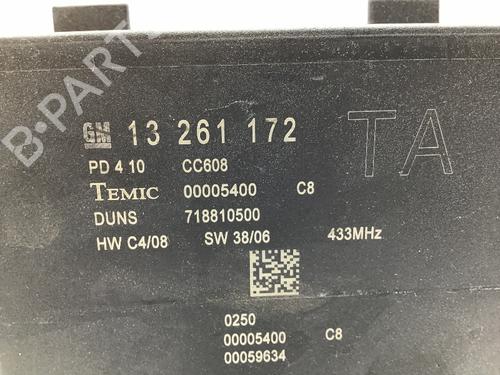 GM 13 261 172 TA
PD 4 10 CC608
TEMIC 00005400 C8
DUNS 718810500
HW C4/08 SW 38/06 433MHz
0250
00005400 C8
00059634
B-PARTS